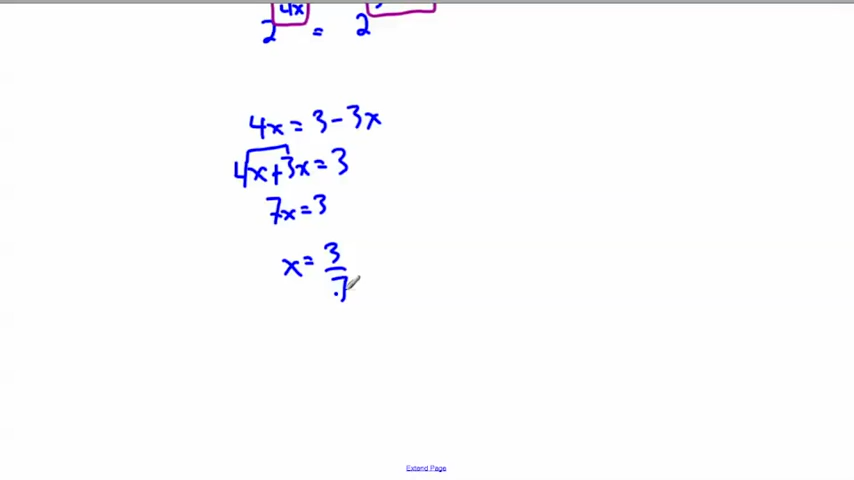 2^4x = 2
4x = 3 - 3x
4x + 3x = 3
7x = 3
x = 3/7
Extend Page